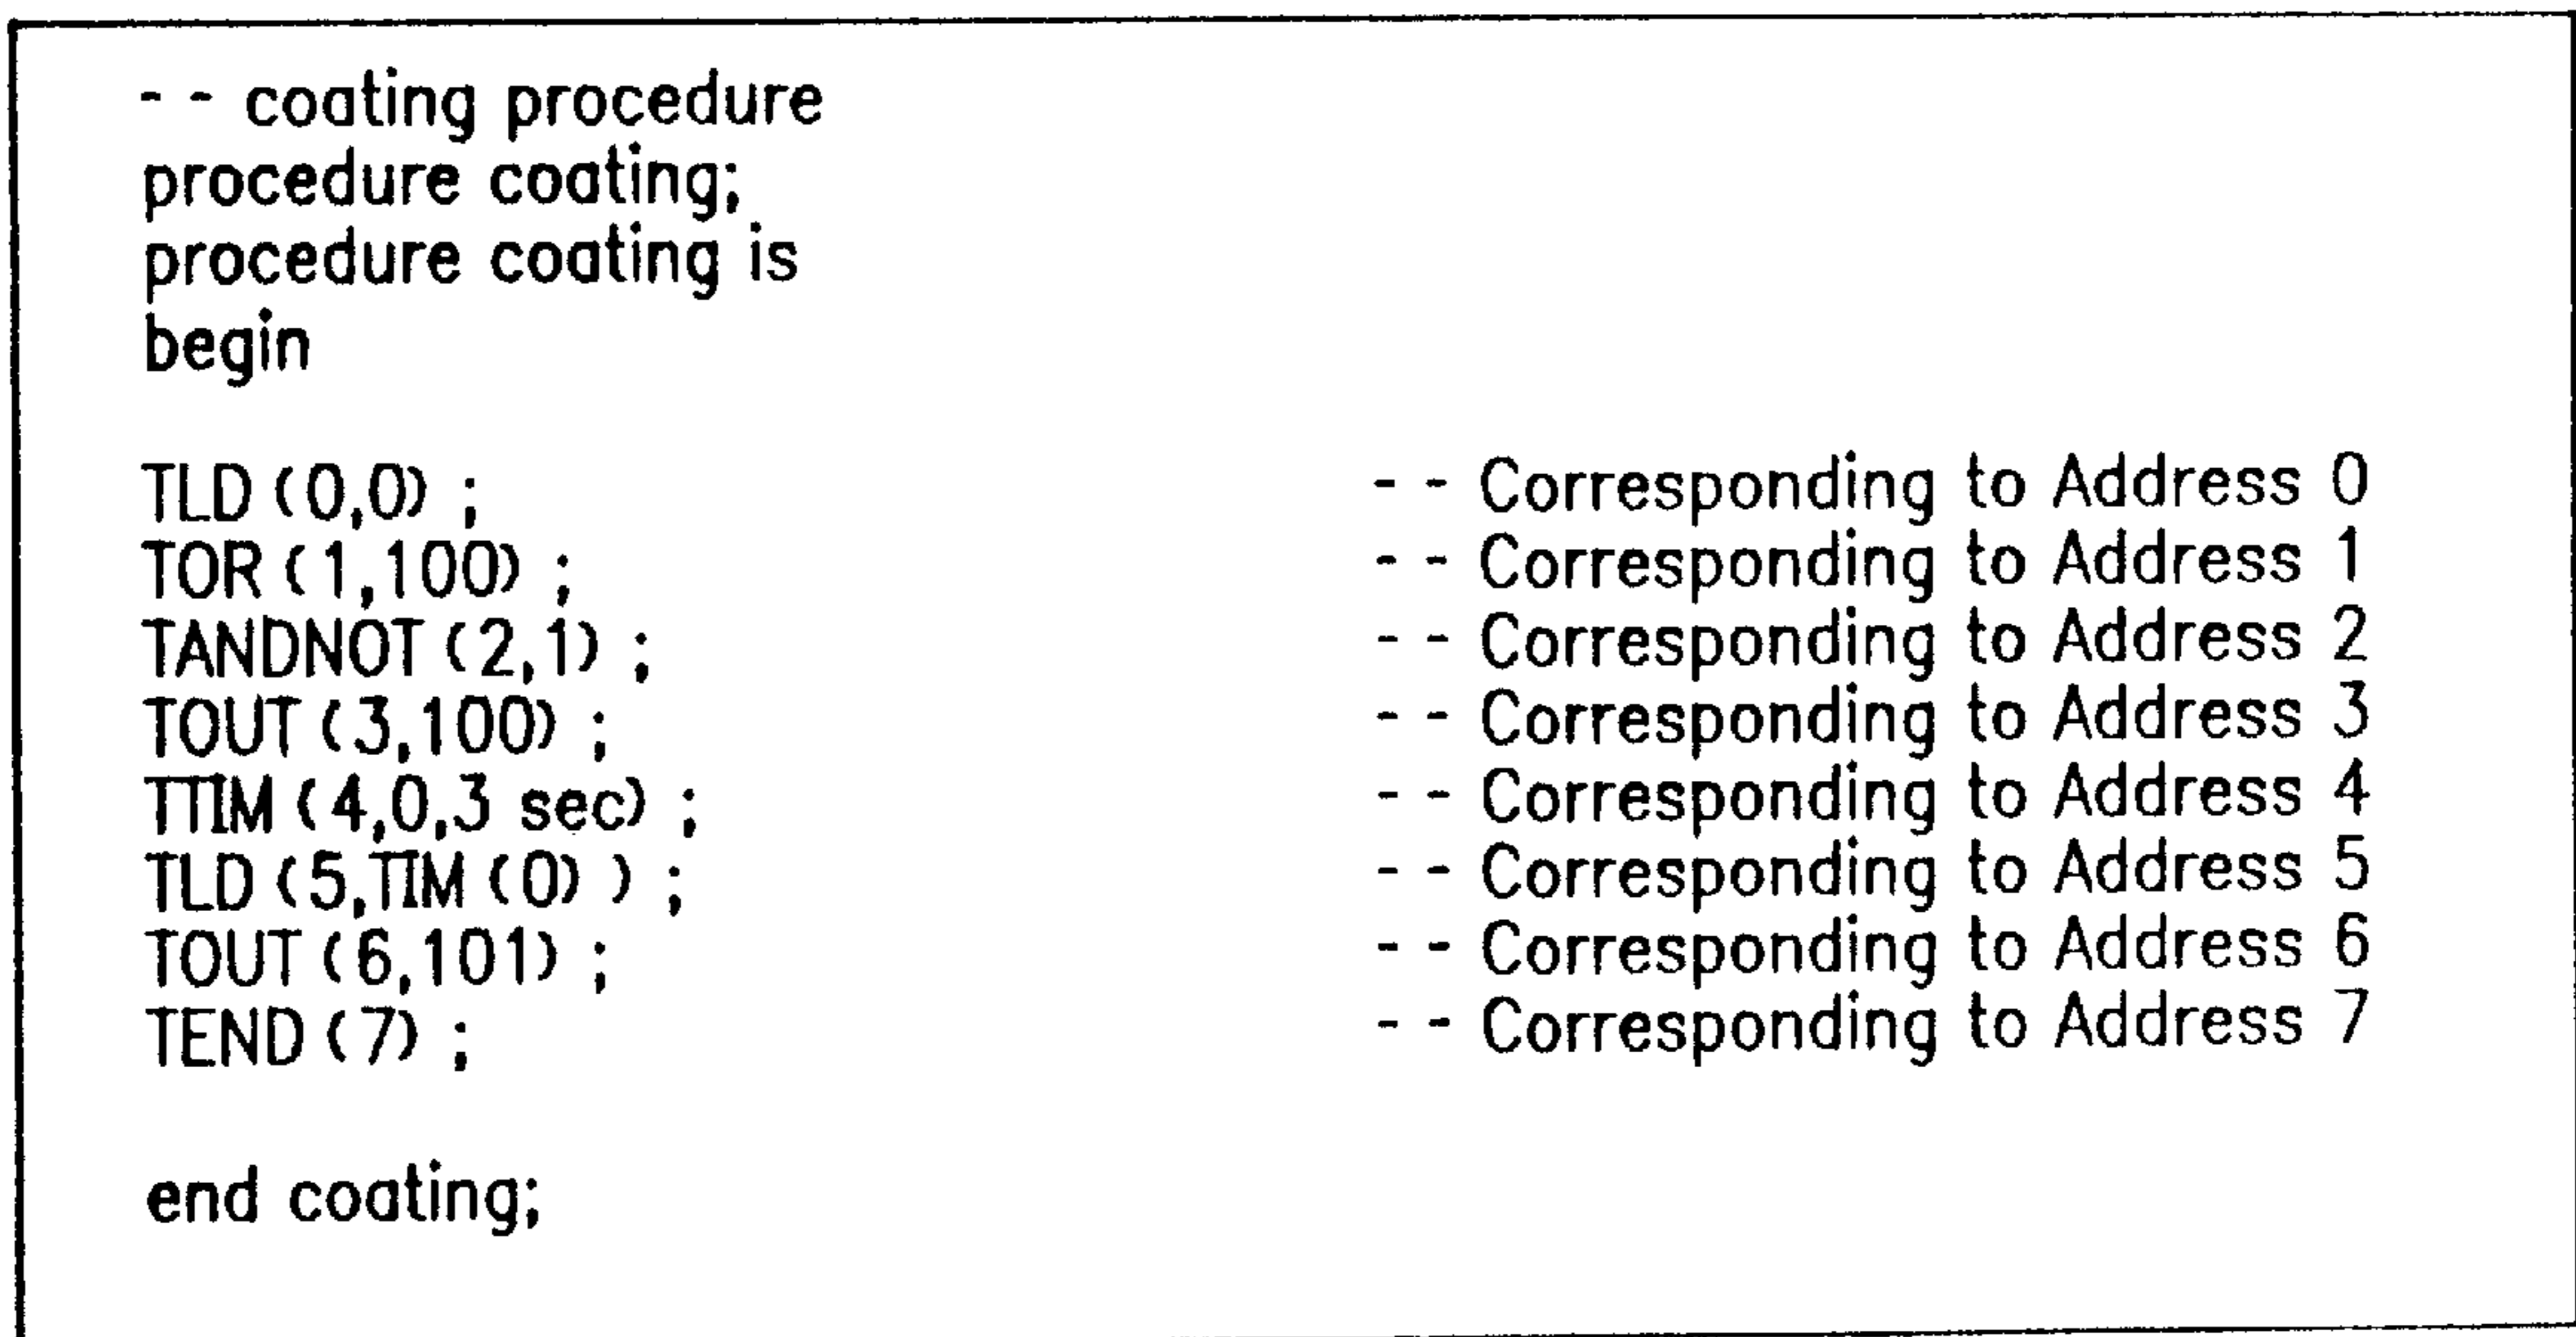 - - coating procedure
procedure coating;
procedure coating is
begin
TLD (0,0) ; - - Corresponding to Address 0
TOR (1,100) ; - - Corresponding to Address 1
TANDNOT (2,1) ; - - Corresponding to Address 2
TOUT (3,100) ; - - Corresponding to Address 3
TTIM (4,0,3 sec) ; - - Corresponding to Address 4
TLD (5,TIM (0) ) ; - - Corresponding to Address 5
TOUT (6,101) ; - - Corresponding to Address 6
TEND (7) ; - - Corresponding to Address 7
end coating;